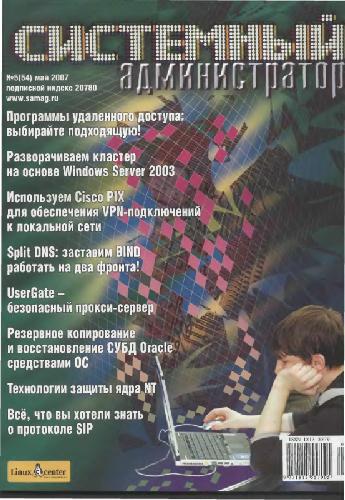 СИСТЕМНЫЙ
администратор
№5(54) май 2007
подписной индекс 20780
www.samag.ru
Программы удаленного доступа:
выбирайте подходящую!
Разворачиваем кластер
на основе Windows Server 2003
Используем Cisco PIX
для обеспечения VPN-подключений
к локальной сети
Split DNS: заставим BIND
работать на два фронта!
UserGate –
безопасный прокси-сервер
Резервное копирование
и восстановление СУБД Oracle
средствами ОС
Технологии защиты ядра NT
Всё, что вы хотели знать
о протоколе SIP
Linux center